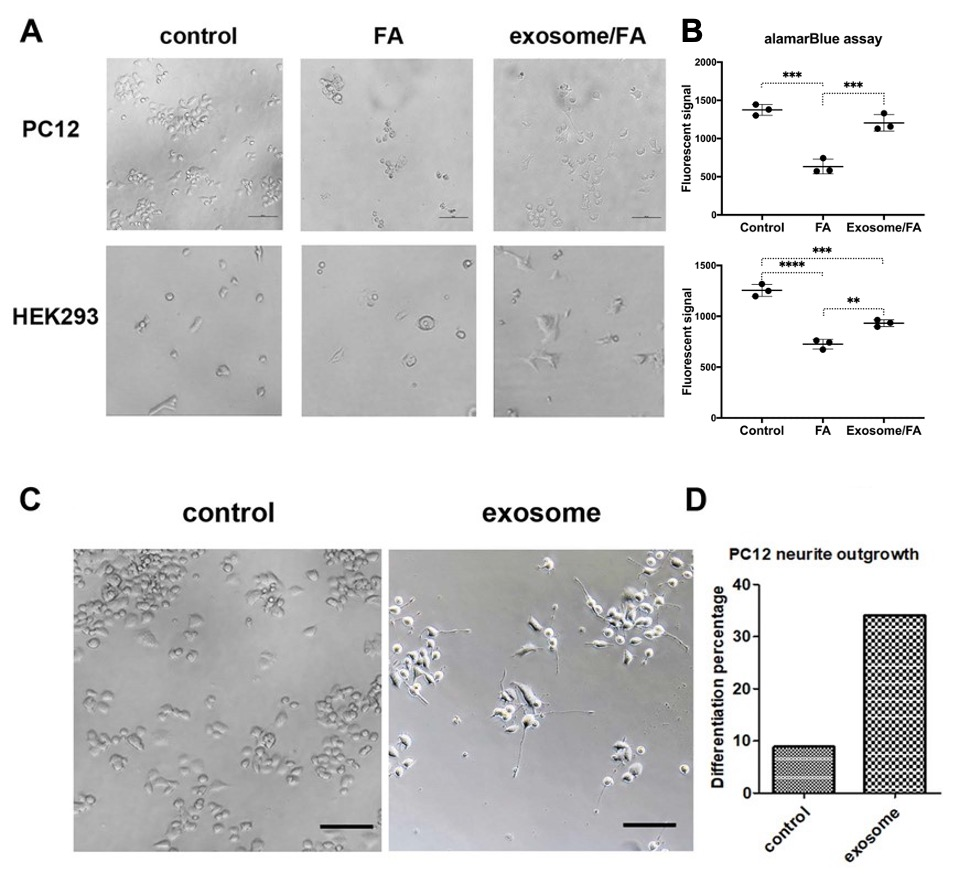 A
control
FA
exosome/FA
PC12
HEK293
B
alamarBlue assay
Fluorescent signal
2000
1500
1000
500
0
***
***
Control
FA
Exosome/FA
Fluorescent signal
1500
1000
500
0
***
****
**
Control
FA
Exosome/FA
C
control
exosome
D
PC12 neurite outgrowth
Differentiation percentage
40
30
20
10
0
control
exosome